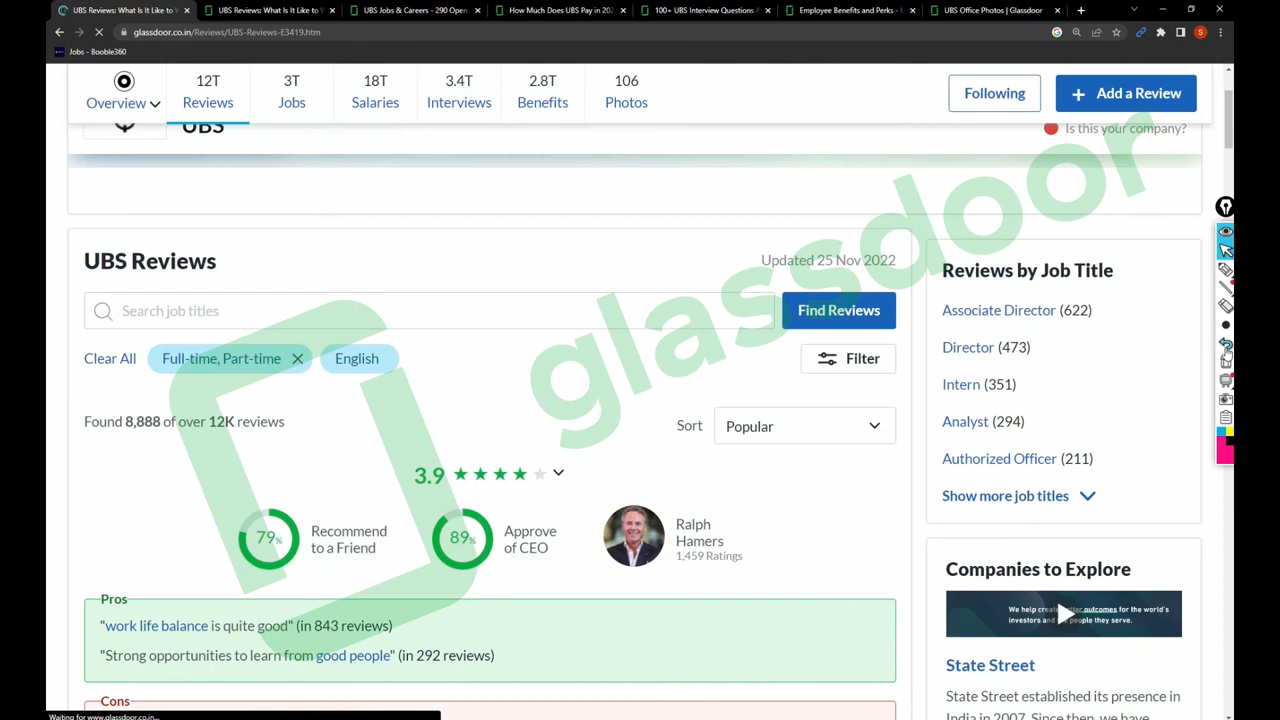 UBS Reviews: What Is It Like to
UBS Reviews: What Is It Like to
UBS Jobs & Careers - 290 Open
How Much Does UBS Pay in 202
100+ UBS Interview Questions
Employee Benefits and Perks -
UBS Office Photos | Glassdoor
glassdoor.co.in/Reviews/UBS-Reviews-E3419.htm
S
Jobs - Booble360
12T
3T
18T
3.4T
2.8T
106
Overview
Reviews
Jobs
Salaries
Interviews
Benefits
Photos
Following
+ Add a Review
UBS
Is this your company?
glassdoor
UBS Reviews
Updated 25 Nov 2022
Search job titles
Find Reviews
Clear All
Full-time, Part-time
English
Filter
Found 8,888 of over 12K reviews
Sort
Popular
3.9
79%
Recommend
to a Friend
89%
Approve
of CEO
Ralph
Hamers
1,459 Ratings
Pros
"work life balance is quite good" (in 843 reviews)
"Strong opportunities to learn from good people" (in 292 reviews)
Cons
Reviews by Job Title
Associate Director (622)
Director (473)
Intern (351)
Analyst (294)
Authorized Officer (211)
Show more job titles
Companies to Explore
We help create better outcomes for the world's
investors and the people they serve.
State Street
State Street established its presence in
India in 2007. Since then, we have
Waiting for www.glassdoor.co.in...